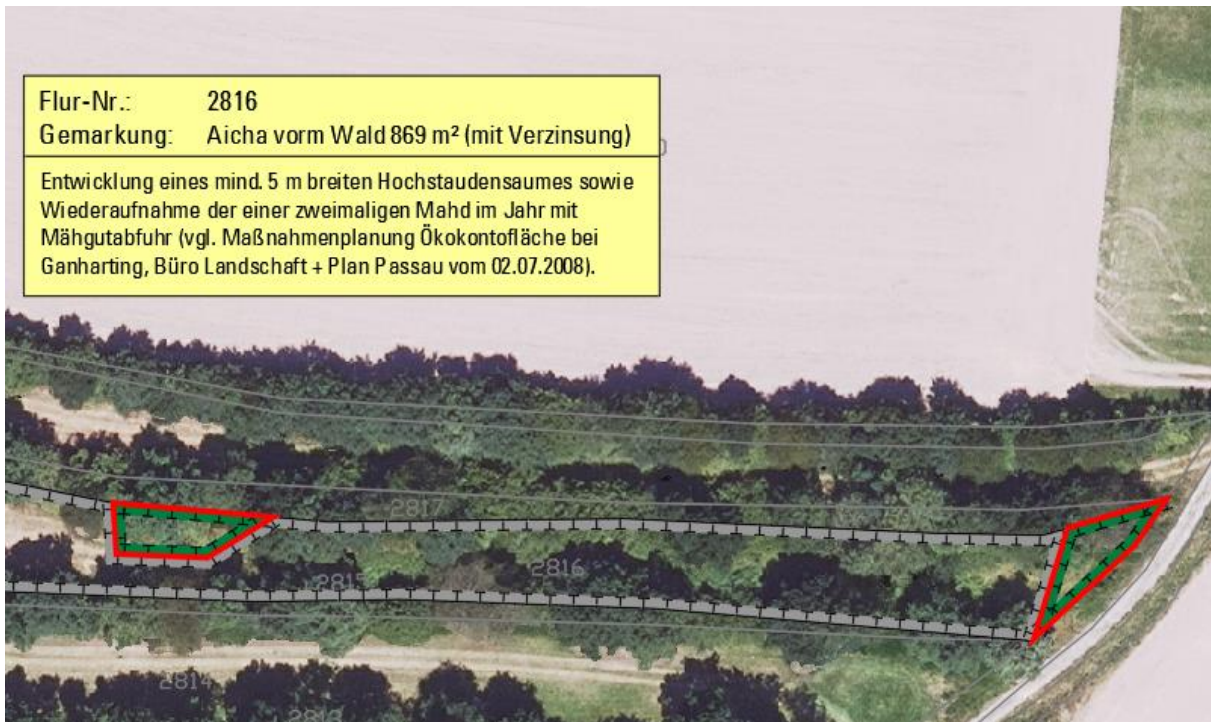 Flur-Nr.: 2816
Gemarkung: Aicha vorm Wald 869 m² (mit Verzinsung)
Entwicklung eines mind. 5 m breiten Hochstaudensaumes sowie
Wiederaufnahme der einer zweimaligen Mahd im Jahr mit
Mähgutabfuhr (vgl. Maßnahmenplanung Ökokontofläche bei
Ganharting, Büro Landschaft + Plan Passau vom 02.07.2008).
2817
2816
2815
2814
2813